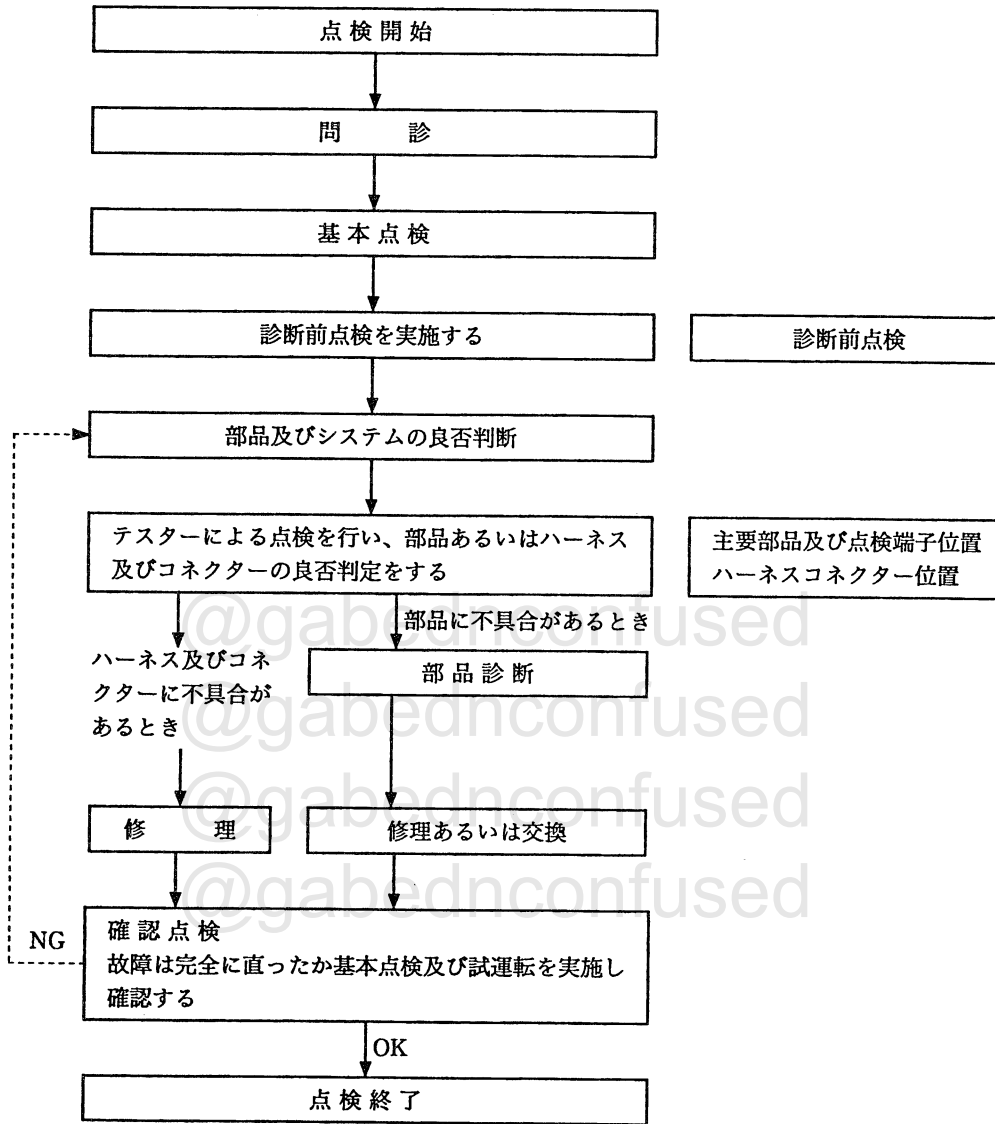 点検開始
問　　診
基本点検
診断前点検を実施する
診断前点検
部品及びシステムの良否判断
テスターによる点検を行い、部品あるいはハーネス
及びコネクターの良否判定をする
主要部品及び点検端子位置
ハーネスコネクター位置
部品に不具合があるとき
ハーネス及びコネ
クターに不具合が
あるとき
部品診断
修　　理
修理あるいは交換
確認点検
故障は完全に直ったか基本点検及び試運転を実施し
確認する
NG
OK
点検終了
@gabednconfused
@gabednconfused
@gabednconfused
@gabednconfused